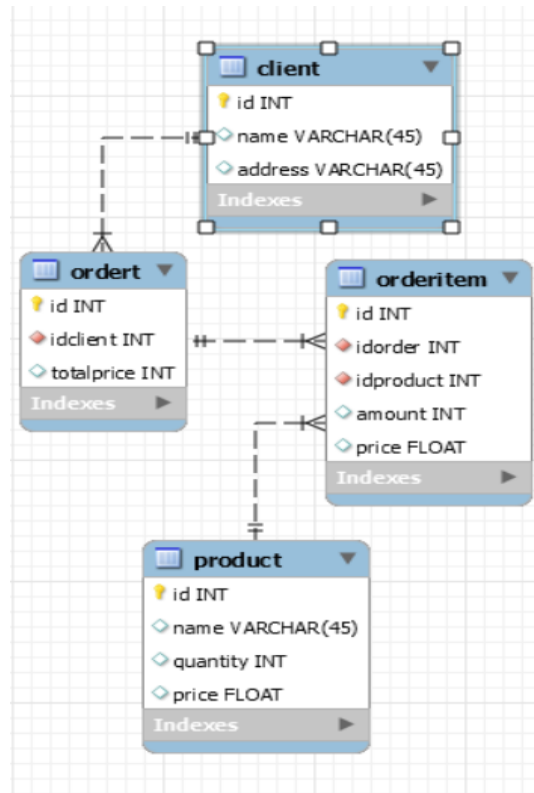 client
id INT
name VARCHAR(45)
address VARCHAR(45)
Indexes
ordert
id INT
idclient INT
totalprice INT
Indexes
orderitem
id INT
idorder INT
idproduct INT
amount INT
price FLOAT
Indexes
product
id INT
name VARCHAR(45)
quantity INT
price FLOAT
Indexes